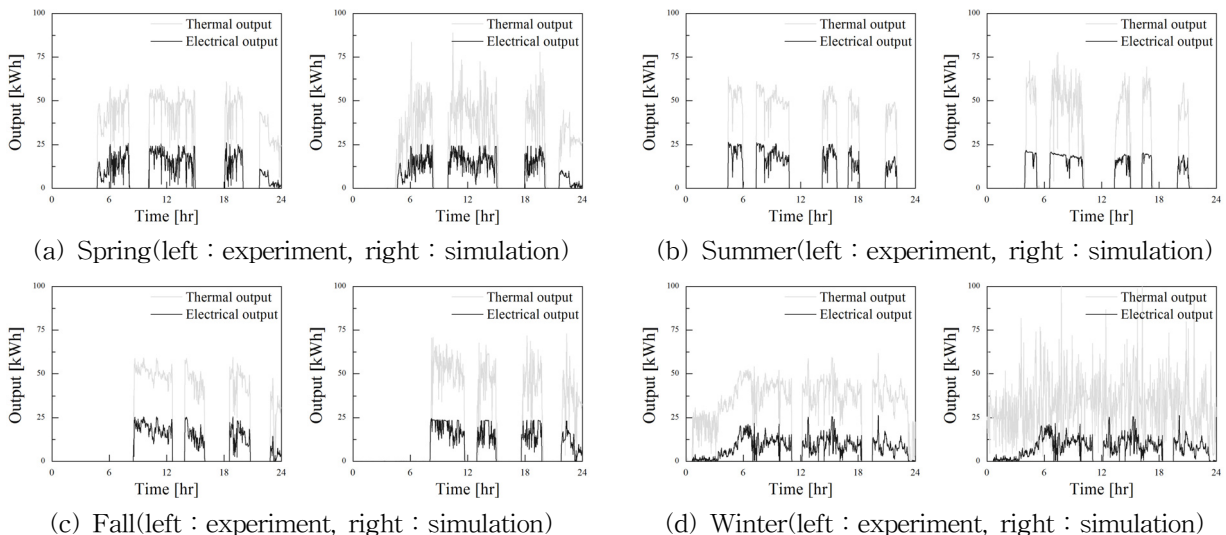 100
75
50
25
0
Output [kWh]
Thermal output
Electrical output
0 6 12 18 24
Time [hr]
100
75
50
25
0
Output [kWh]
Thermal output
Electrical output
0 6 12 18 24
Time [hr]
(a) Spring(left : experiment, right : simulation)
100
75
50
25
0
Output [kWh]
Thermal output
Electrical output
0 6 12 18 24
Time [hr]
100
75
50
25
0
Output [kWh]
Thermal output
Electrical output
0 6 12 18 24
Time [hr]
(b) Summer(left : experiment, right : simulation)
100
75
50
25
0
Output [kWh]
Thermal output
Electrical output
0 6 12 18 24
Time [hr]
100
75
50
25
0
Output [kWh]
Thermal output
Electrical output
0 6 12 18 24
Time [hr]
(c) Fall(left : experiment, right : simulation)
100
75
50
25
0
Output [kWh]
Thermal output
Electrical output
0 6 12 18 24
Time [hr]
100
75
50
25
0
Output [kWh]
Thermal output
Electrical output
0 6 12 18 24
Time [hr]
(d) Winter(left : experiment, right : simulation)